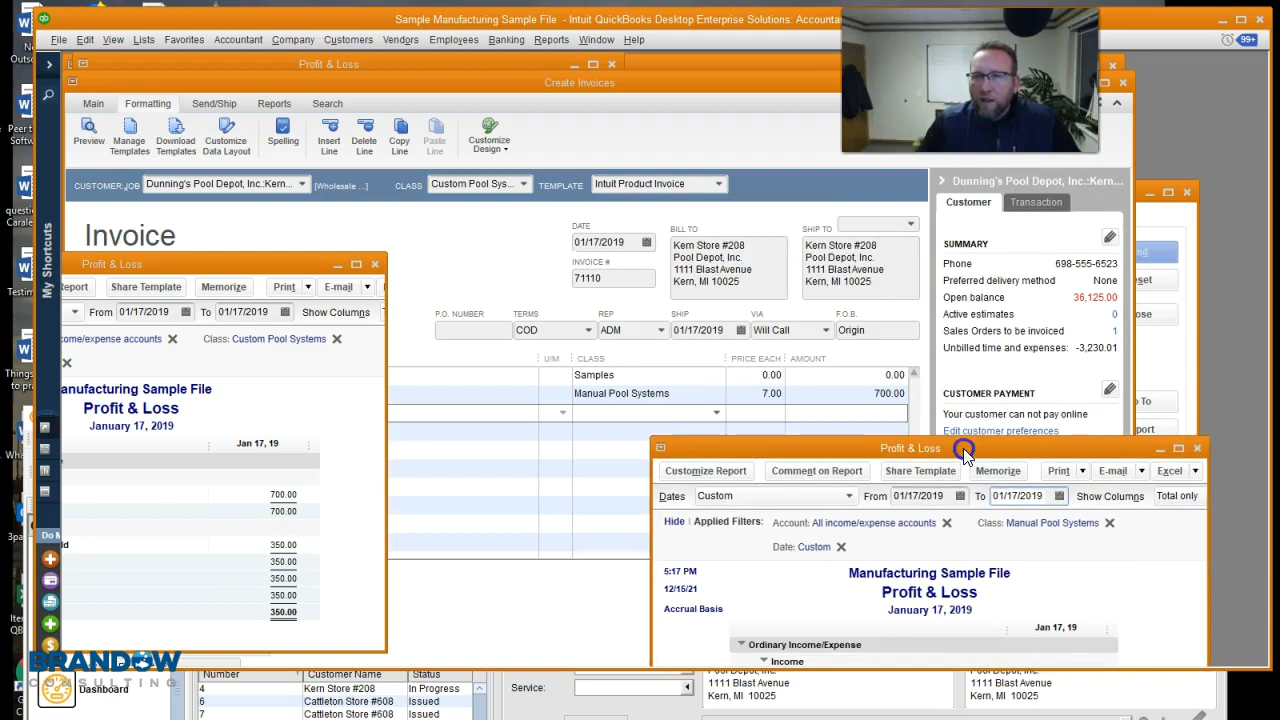 Sample Manufacturing Sample File - Intuit QuickBooks Desktop Enterprise Solutions: Accounta
File Edit View Lists Favorites Accountant Company Customers Vendors Employees Banking Reports Window Help
99+
Profit & Loss
Create Invoices
Main Formatting Send/Ship Reports Search
Preview Manage Templates Download Templates Customize Data Layout Spelling Insert Line Delete Line Copy Line Paste Line Customize Design
CUSTOMER:JOB Dunning's Pool Depot, Inc.:Kern... [Wholesale ...] CLASS Custom Pool Sys... TEMPLATE Intuit Product Invoice
Invoice
DATE
01/17/2019
INVOICE #
71110
BILL TO
Kern Store #208
Pool Depot, Inc.
1111 Blast Avenue
Kern, MI 10025
SHIP TO
Kern Store #208
Pool Depot, Inc.
1111 Blast Avenue
Kern, MI 10025
P.O. NUMBER TERMS REP SHIP VIA F.O.B.
COD ADM 01/17/2019 Will Call Origin
U/M CLASS PRICE EACH AMOUNT
Samples 0.00 0.00
Manual Pool Systems 7.00 700.00
Dunning's Pool Depot, Inc.:Kern...
Customer Transaction
SUMMARY
Phone 698-555-6523
Preferred delivery method None
Open balance 36,125.00
Active estimates 0
Sales Orders to be invoiced 1
Unbilled time and expenses: -3,230.01
CUSTOMER PAYMENT
Your customer can not pay online
Edit customer preferences
My Shortcuts
Do M
Profit & Loss
Report Share Template Memorize Print E-mail
From 01/17/2019 To 01/17/2019 Show Columns
ome/expense accounts Class: Custom Pool Systems
anufacturing Sample File
Profit & Loss
January 17, 2019
Jan 17, 19
700.00
700.00
ld 350.00
350.00
350.00
350.00
350.00
Profit & Loss
Customize Report Comment on Report Share Template Memorize Print E-mail Excel
Dates Custom From 01/17/2019 To 01/17/2019 Show Columns Total only
Hide Applied Filters: Account: All income/expense accounts Class: Manual Pool Systems
Date: Custom
5:17 PM
12/15/21
Accrual Basis
Manufacturing Sample File
Profit & Loss
January 17, 2019
Jan 17, 19
Ordinary Income/Expense
Income
BRANDOW
CONSULTING
Dashboard
Number Customer Name Status
4 Kern Store #208 In Progress
6 Cattleton Store #608 Issued
7 Cattleton Store #608 Issued
Service:
Pool Depot, Inc.
1111 Blast Avenue
Kern, MI 10025
Pool Depot, Inc.
1111 Blast Avenue
Kern, MI 10025